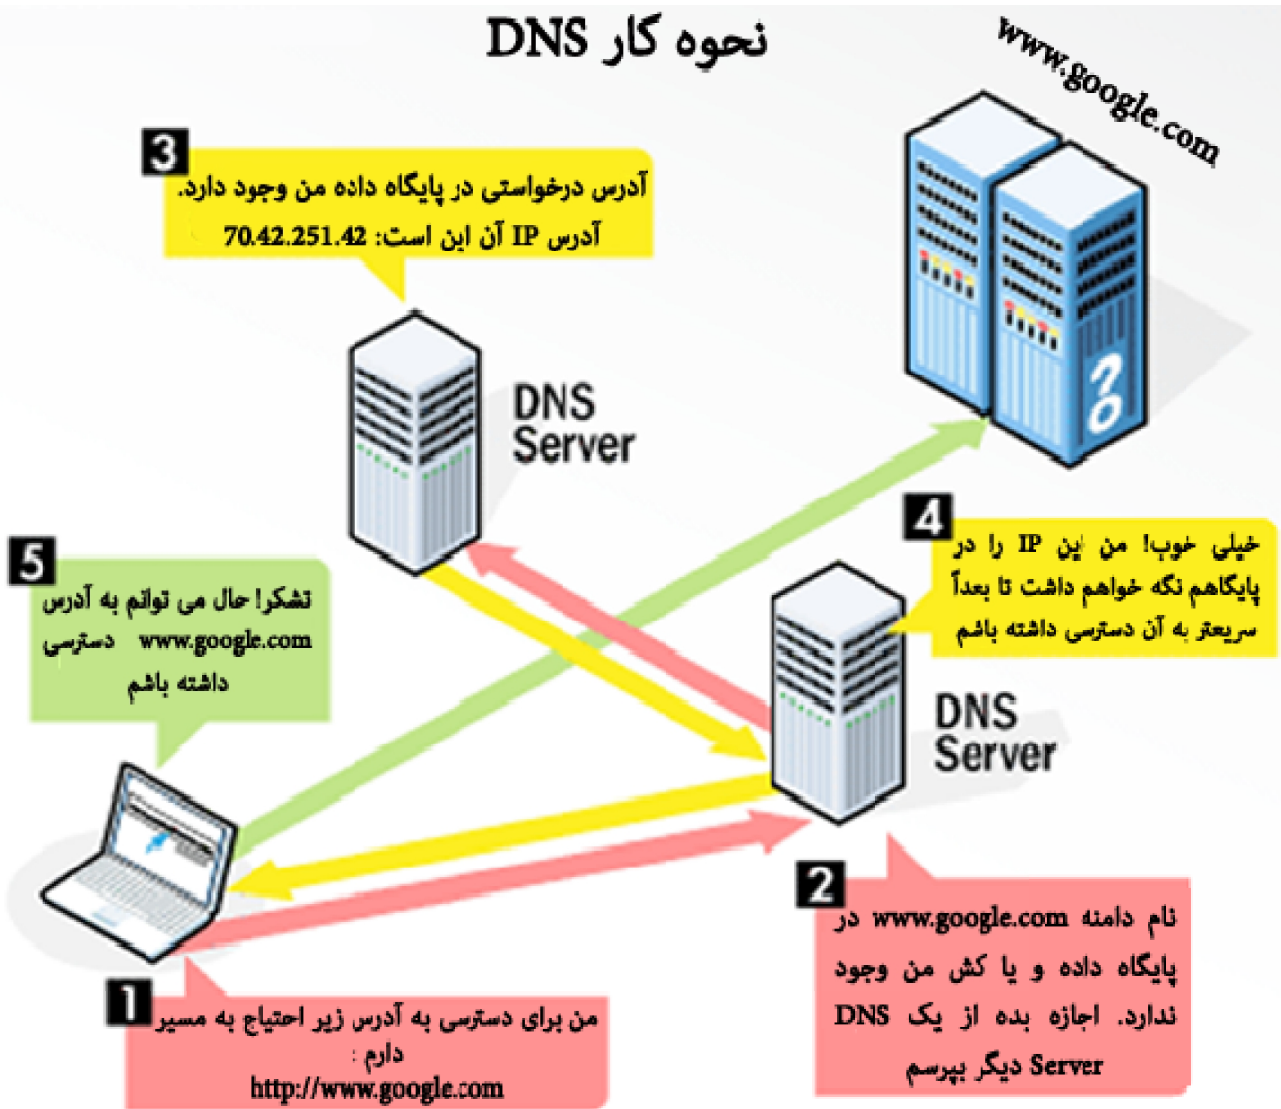 نحوه کار DNS
www.google.com
3
آدرس درخواستی در پایگاه داده من وجود دارد.
آدرس IP آن این است: 70.42.251.42
DNS
Server
4
خیلی خوب! من این IP را در
پایگاهم نگه خواهم داشت تا بعداً
سریعتر به آن دسترسی داشته باشم
5
تشکر! حال می توانم به آدرس
www.google.com دسترسی
داشته باشم
DNS
Server
2
نام دامنه www.google.com در
پایگاه داده و یا کش من وجود
ندارد. اجازه بده از یک DNS
Server دیگر بپرسم
1
من برای دسترسی به آدرس زیر احتیاج به مسیر
دارم :
http://www.google.com
?